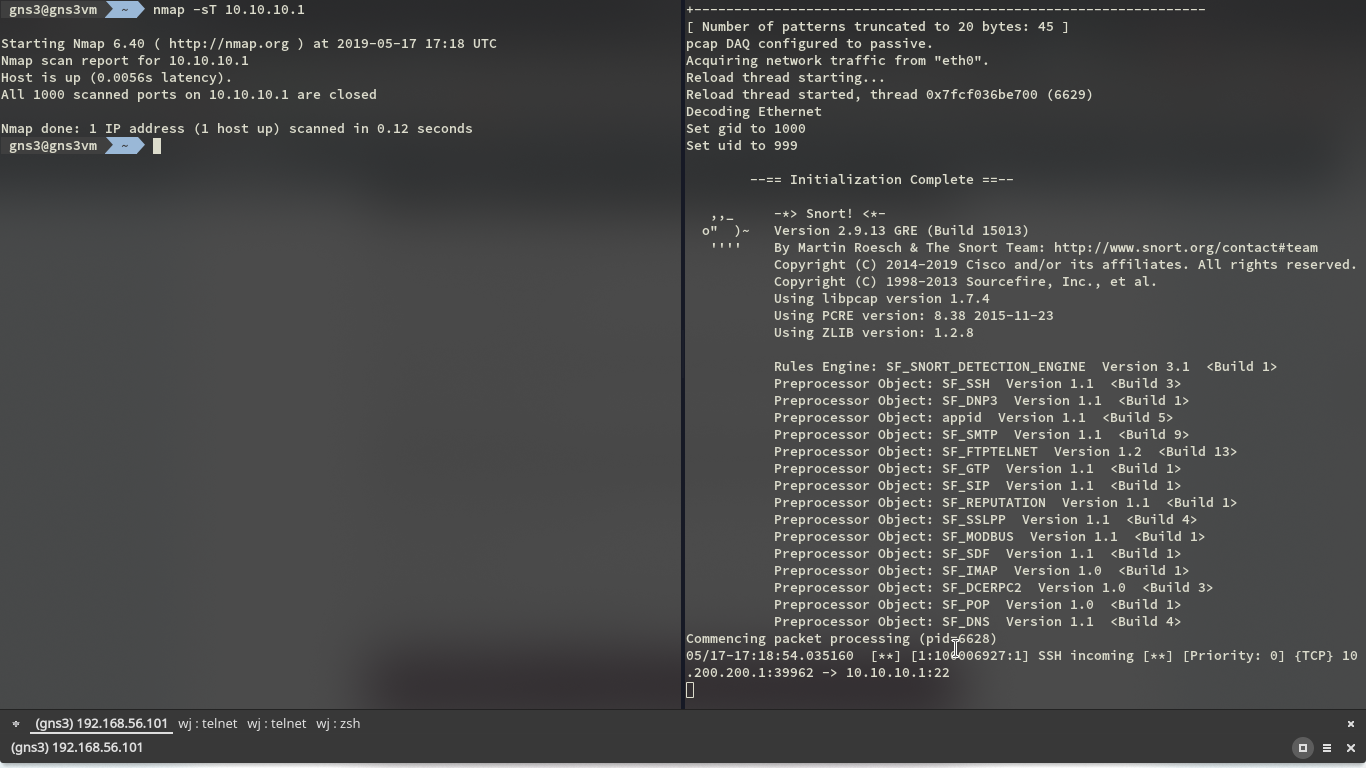 gns3@gns3vm ~ nmap -sT 10.10.10.1
Starting Nmap 6.40 ( http://nmap.org ) at 2019-05-17 17:18 UTC
Nmap scan report for 10.10.10.1
Host is up (0.0056s latency).
All 1000 scanned ports on 10.10.10.1 are closed
Nmap done: 1 IP address (1 host up) scanned in 0.12 seconds
gns3@gns3vm ~
+----------------------------------------------------------------
[ Number of patterns truncated to 20 bytes: 45 ]
pcap DAQ configured to passive.
Acquiring network traffic from "eth0".
Reload thread starting...
Reload thread started, thread 0x7fcf036be700 (6629)
Decoding Ethernet
Set gid to 1000
Set uid to 999
--== Initialization Complete ==--
,,_ -*> Snort! <*-
o" )~ Version 2.9.13 GRE (Build 15013)
'''' By Martin Roesch & The Snort Team: http://www.snort.org/contact#team
Copyright (C) 2014-2019 Cisco and/or its affiliates. All rights reserved.
Copyright (C) 1998-2013 Sourcefire, Inc., et al.
Using libpcap version 1.7.4
Using PCRE version: 8.38 2015-11-23
Using ZLIB version: 1.2.8
Rules Engine: SF_SNORT_DETECTION_ENGINE Version 3.1 <Build 1>
Preprocessor Object: SF_SSH Version 1.1 <Build 3>
Preprocessor Object: SF_DNP3 Version 1.1 <Build 1>
Preprocessor Object: appid Version 1.1 <Build 5>
Preprocessor Object: SF_SMTP Version 1.1 <Build 9>
Preprocessor Object: SF_FTPTELNET Version 1.2 <Build 13>
Preprocessor Object: SF_GTP Version 1.1 <Build 1>
Preprocessor Object: SF_SIP Version 1.1 <Build 1>
Preprocessor Object: SF_REPUTATION Version 1.1 <Build 1>
Preprocessor Object: SF_SSLPP Version 1.1 <Build 4>
Preprocessor Object: SF_MODBUS Version 1.1 <Build 1>
Preprocessor Object: SF_SDF Version 1.1 <Build 1>
Preprocessor Object: SF_IMAP Version 1.0 <Build 1>
Preprocessor Object: SF_DCERPC2 Version 1.0 <Build 3>
Preprocessor Object: SF_POP Version 1.0 <Build 1>
Preprocessor Object: SF_DNS Version 1.1 <Build 4>
Commencing packet processing (pid=6628)
05/17-17:18:54.035160 [**] [1:100006927:1] SSH incoming [**] [Priority: 0] {TCP} 10
.200.200.1:39962 -> 10.10.10.1:22
(gns3) 192.168.56.101 wj : telnet wj : telnet wj : zsh
(gns3) 192.168.56.101